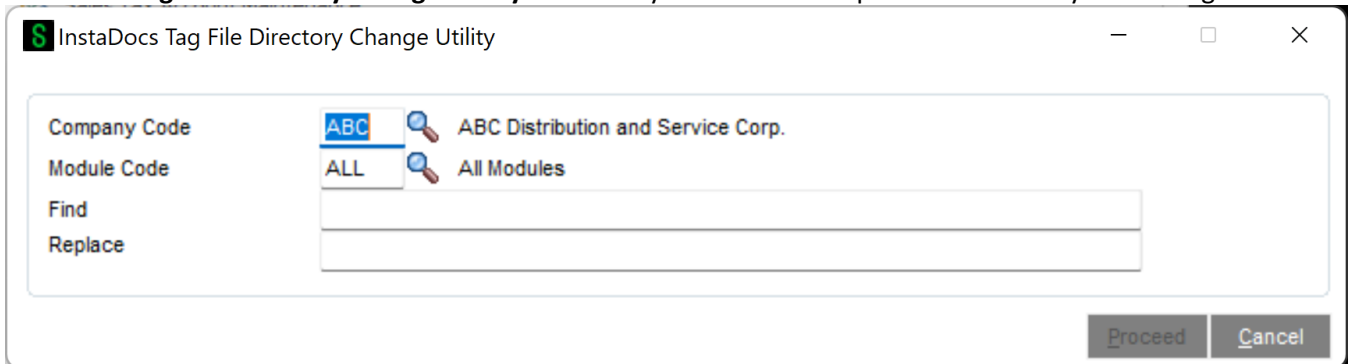 InstaDocs Tag File Directory Change Utility
Company Code ABC ABC Distribution and Service Corp.
Module Code ALL All Modules
Find
Replace
Proceed Cancel